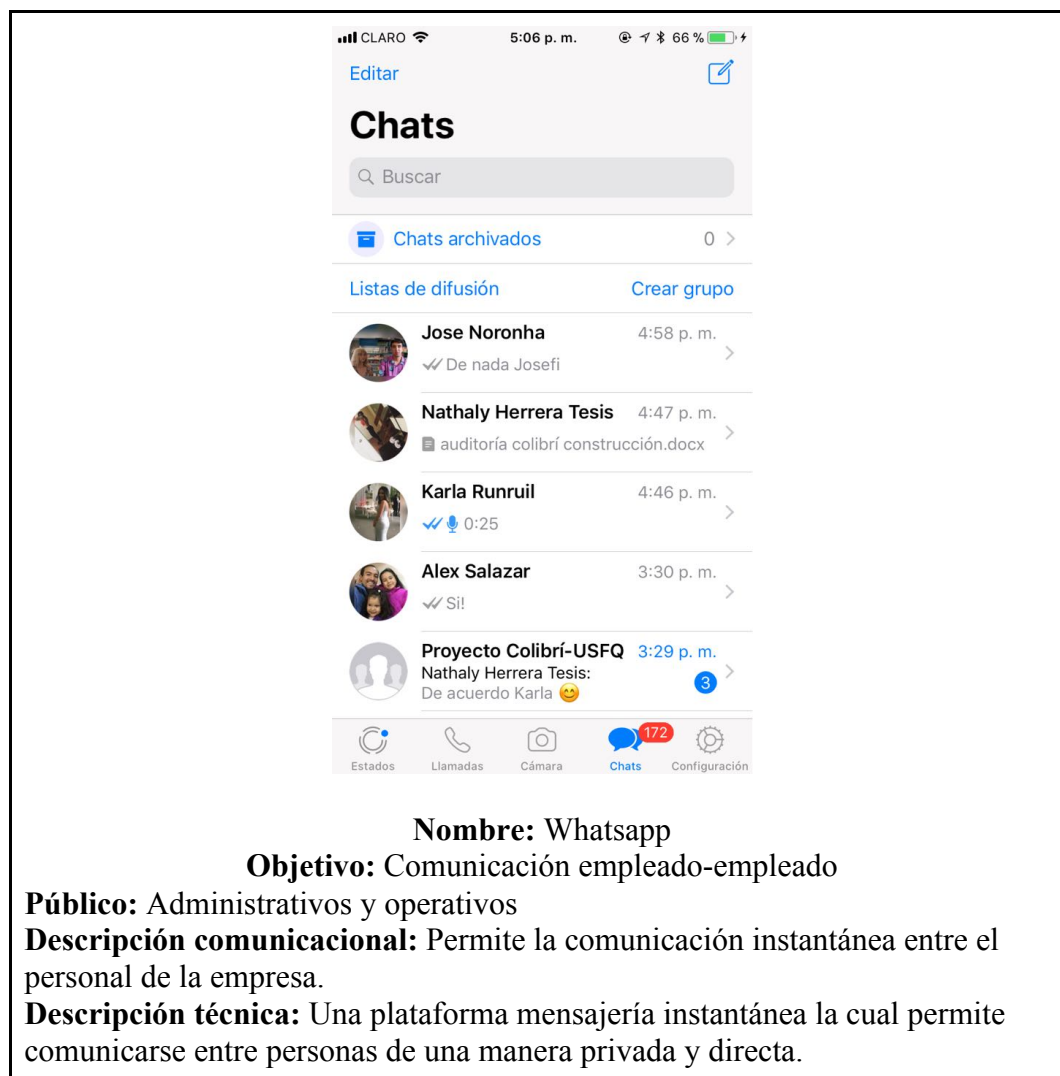 CLARO 5:06 p. m. 66 %
Editar
Chats
Buscar
Chats archivados 0
Listas de difusión Crear grupo
Jose Noronha 4:58 p. m.
De nada Josefi
Nathaly Herrera Tesis 4:47 p. m.
auditoría colibrí construcción.docx
Karla Runruil 4:46 p. m.
0:25
Alex Salazar 3:30 p. m.
Si!
Proyecto Colibrí-USFQ 3:29 p. m.
Nathaly Herrera Tesis:
De acuerdo Karla 😊 3
172
Estados Llamadas Cámara Chats Configuración
Nombre: Whatsapp
Objetivo: Comunicación empleado-empleado
Público: Administrativos y operativos
Descripción comunicacional: Permite la comunicación instantánea entre el
personal de la empresa.
Descripción técnica: Una plataforma mensajería instantánea la cual permite
comunicarse entre personas de una manera privada y directa.